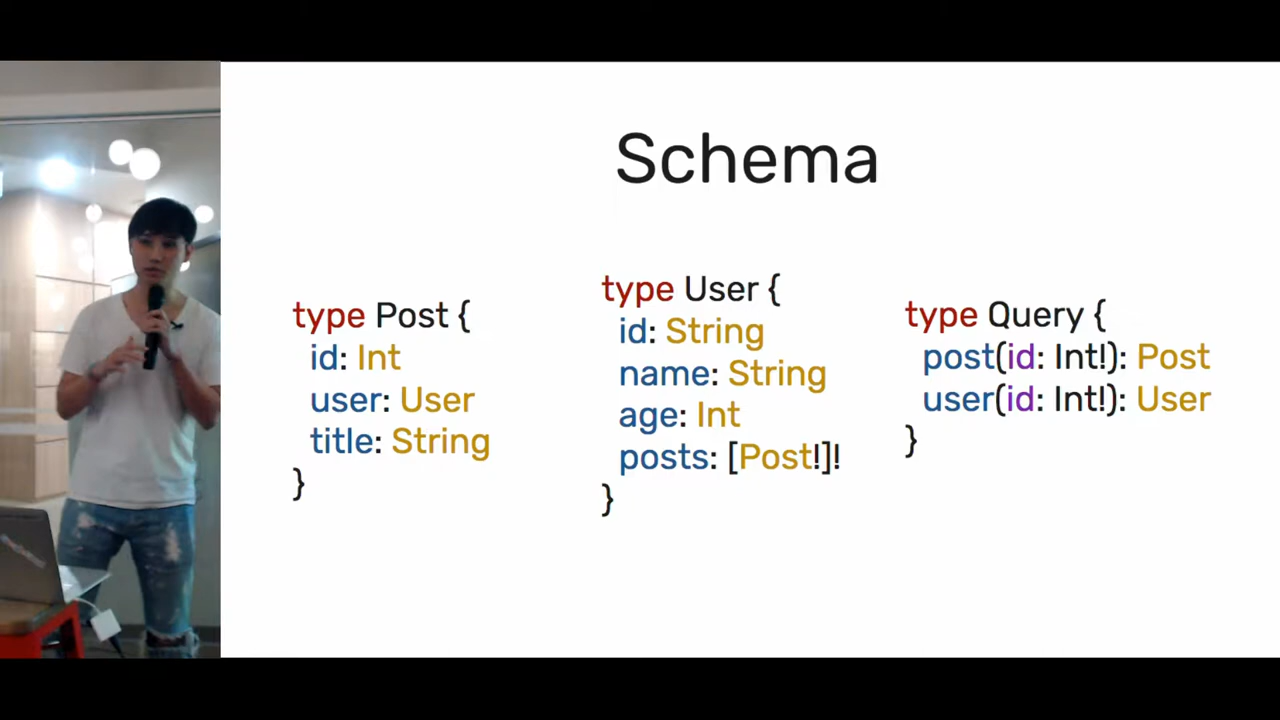 Schema
type Post {
id: Int
user: User
title: String
}
type User {
id: String
name: String
age: Int
posts: [Post!]!
}
type Query {
post(id: Int!): Post
user(id: Int!): User
}